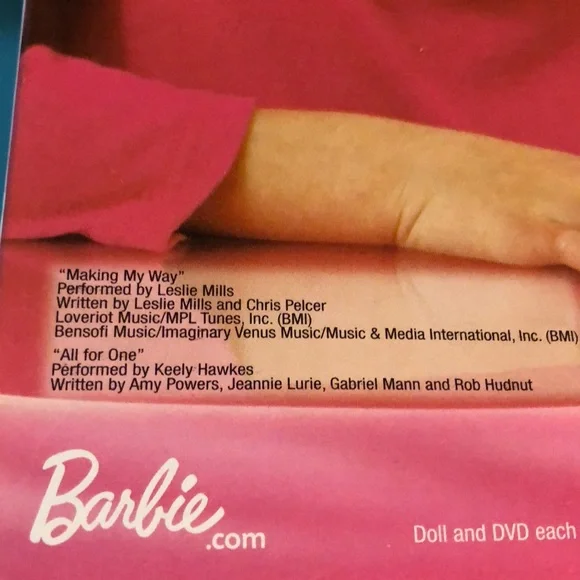 "Making My Way"
Performed by Leslie Mills
Written by Leslie Mills and Chris Pelcer
Loveriot Music/MPL Tunes, Inc. (BMI)
Bensofi Music/Imaginary Venus Music/Music & Media International, Inc. (BMI)
"All for One"
Performed by Keely Hawkes
Written by Amy Powers, Jeannie Lurie, Gabriel Mann and Rob Hudnut
Barbie.com
Doll and DVD each